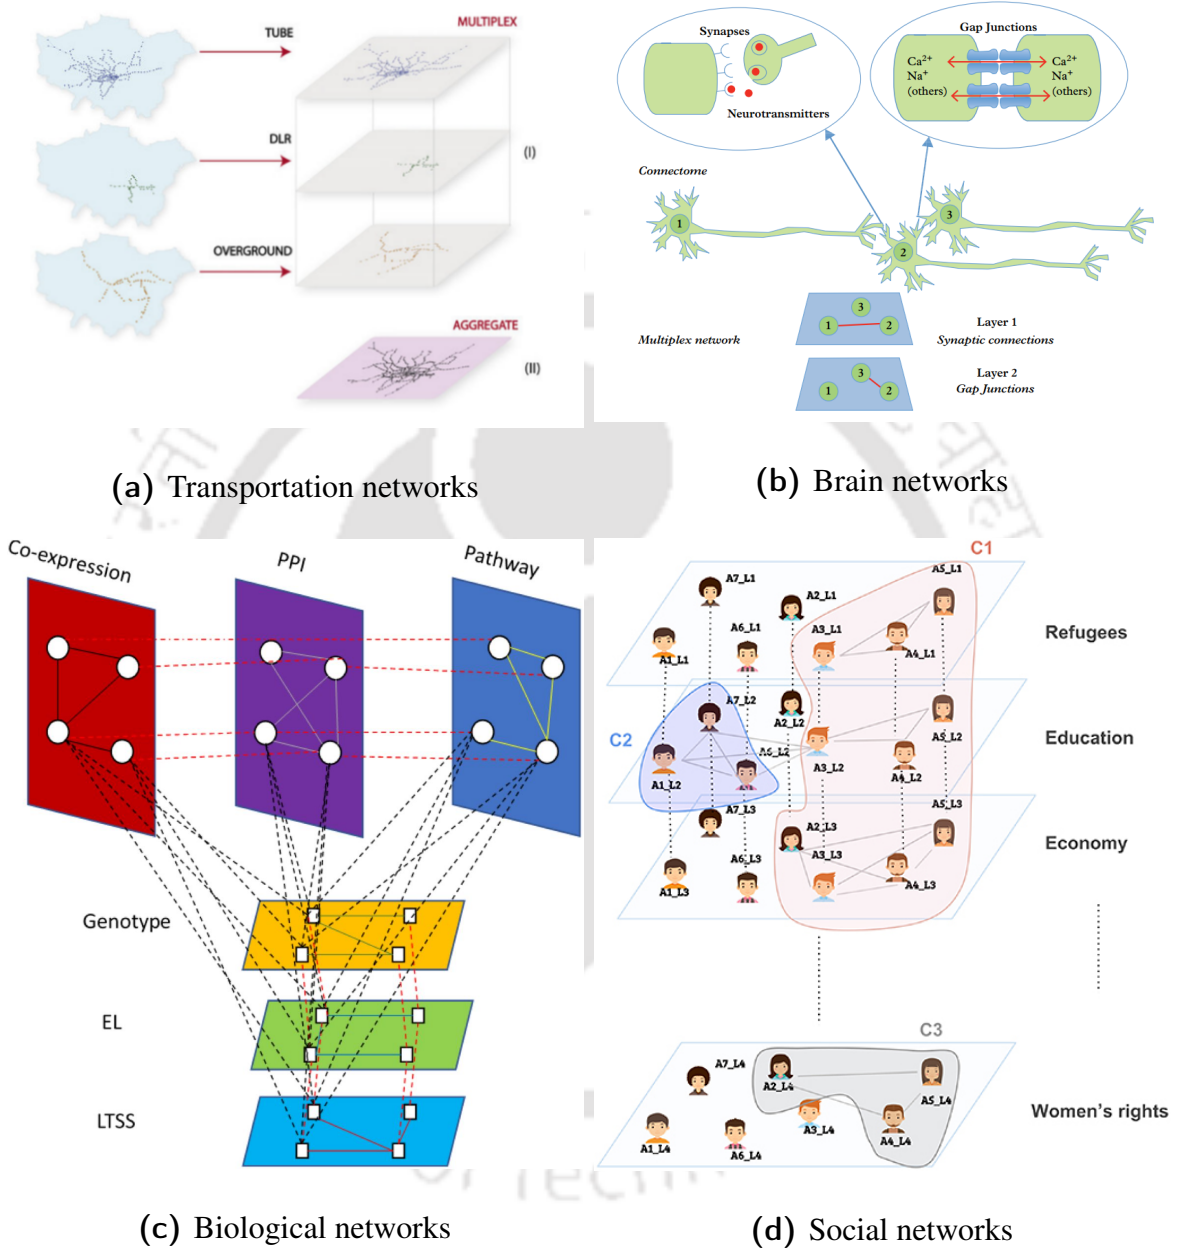 TUBE
MULTIPLEX
DLR
(I)
OVERGROUND
AGGREGATE
(II)
(a) Transportation networks
Synapses
Neurotransmitters
Gap Junctions
Ca2+
Na+
(others)
Ca2+
Na+
(others)
Connectome
1
3
2
3
1
2
Layer 1
Synaptic connections
Multiplex network
3
1
2
Layer 2
Gap Junctions
(b) Brain networks
Co-expression
PPI
Pathway
Genotype
EL
LTSS
(c) Biological networks
C1
A5_L1
A7_L1
A2_L1
A6_L1
A3_L1
A4_L1
A1_L1
Refugees
A7_L2
A2_L2
C2
A6_L2
A5_L2
A3_L2
A4_L2
A1_L2
Education
A7_L3
A5_L3
A2_L3
A6_L3
A3_L3
A4_L3
A1_L3
Economy
C3
A7_L4
A2_L4
A5_L4
A3_L4
A4_L4
A1_L4
A6_L4
Women's rights
(d) Social networks